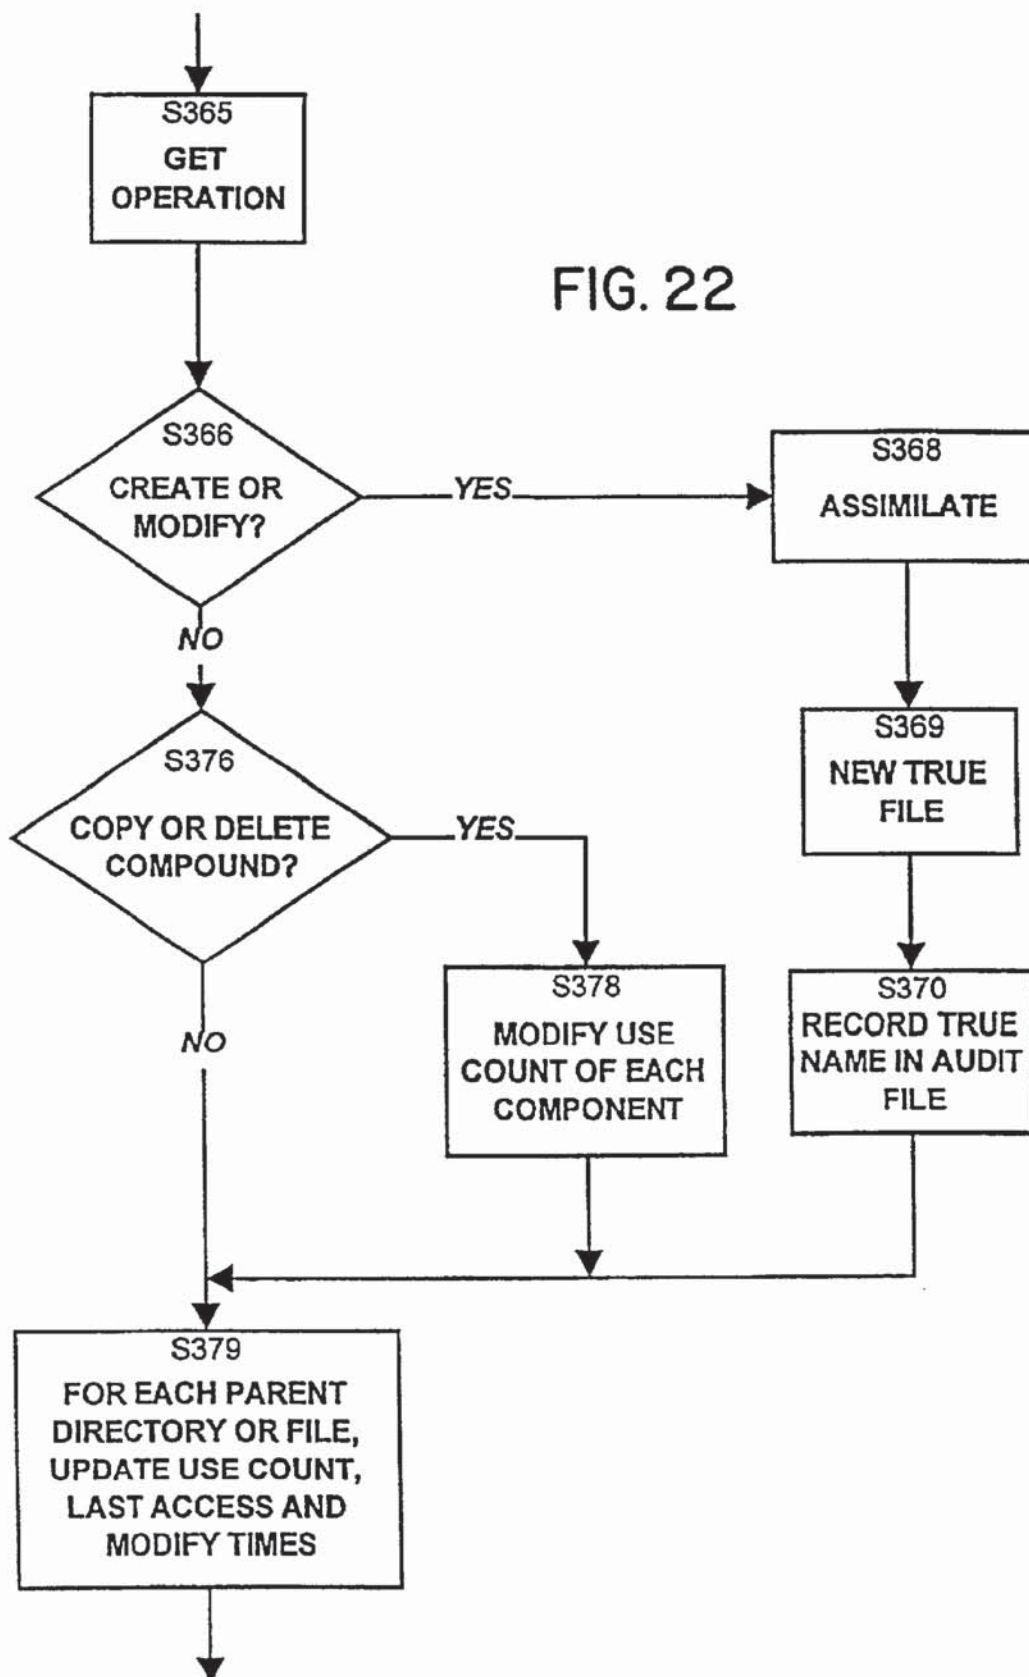 S365
GET
OPERATION
FIG. 22
S366
CREATE OR
MODIFY?
YES
S368
ASSIMILATE
NO
S369
NEW TRUE
FILE
S376
COPY OR DELETE
COMPOUND?
YES
S378
MODIFY USE
COUNT OF EACH
COMPONENT
S370
RECORD TRUE
NAME IN AUDIT
FILE
NO
S379
FOR EACH PARENT
DIRECTORY OR FILE,
UPDATE USE COUNT,
LAST ACCESS AND
MODIFY TIMES